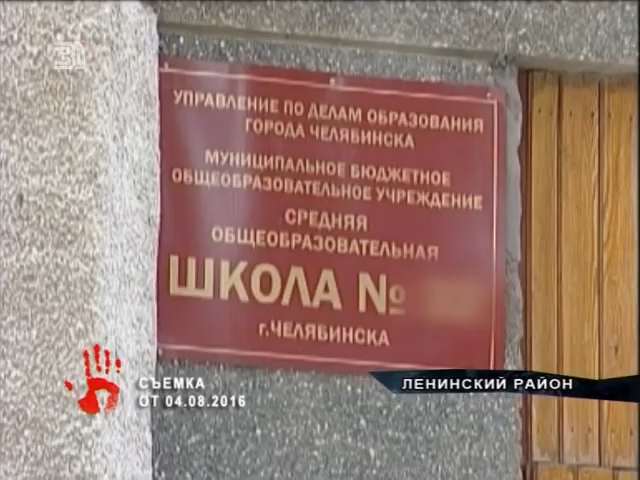 31
УПРАВЛЕНИЕ ПО ДЕЛАМ ОБРАЗОВАНИЯ
ГОРОДА ЧЕЛЯБИНСКА
МУНИЦИПАЛЬНОЕ БЮДЖЕТНОЕ
ОБЩЕОБРАЗОВАТЕЛЬНОЕ УЧРЕЖДЕНИЕ
СРЕДНЯЯ
ОБЩЕОБРАЗОВАТЕЛЬНАЯ
ШКОЛА №
г.ЧЕЛЯБИНСКА
СЪЕМКА
ОТ 04.08.2016
ЛЕНИНСКИЙ РАЙОН